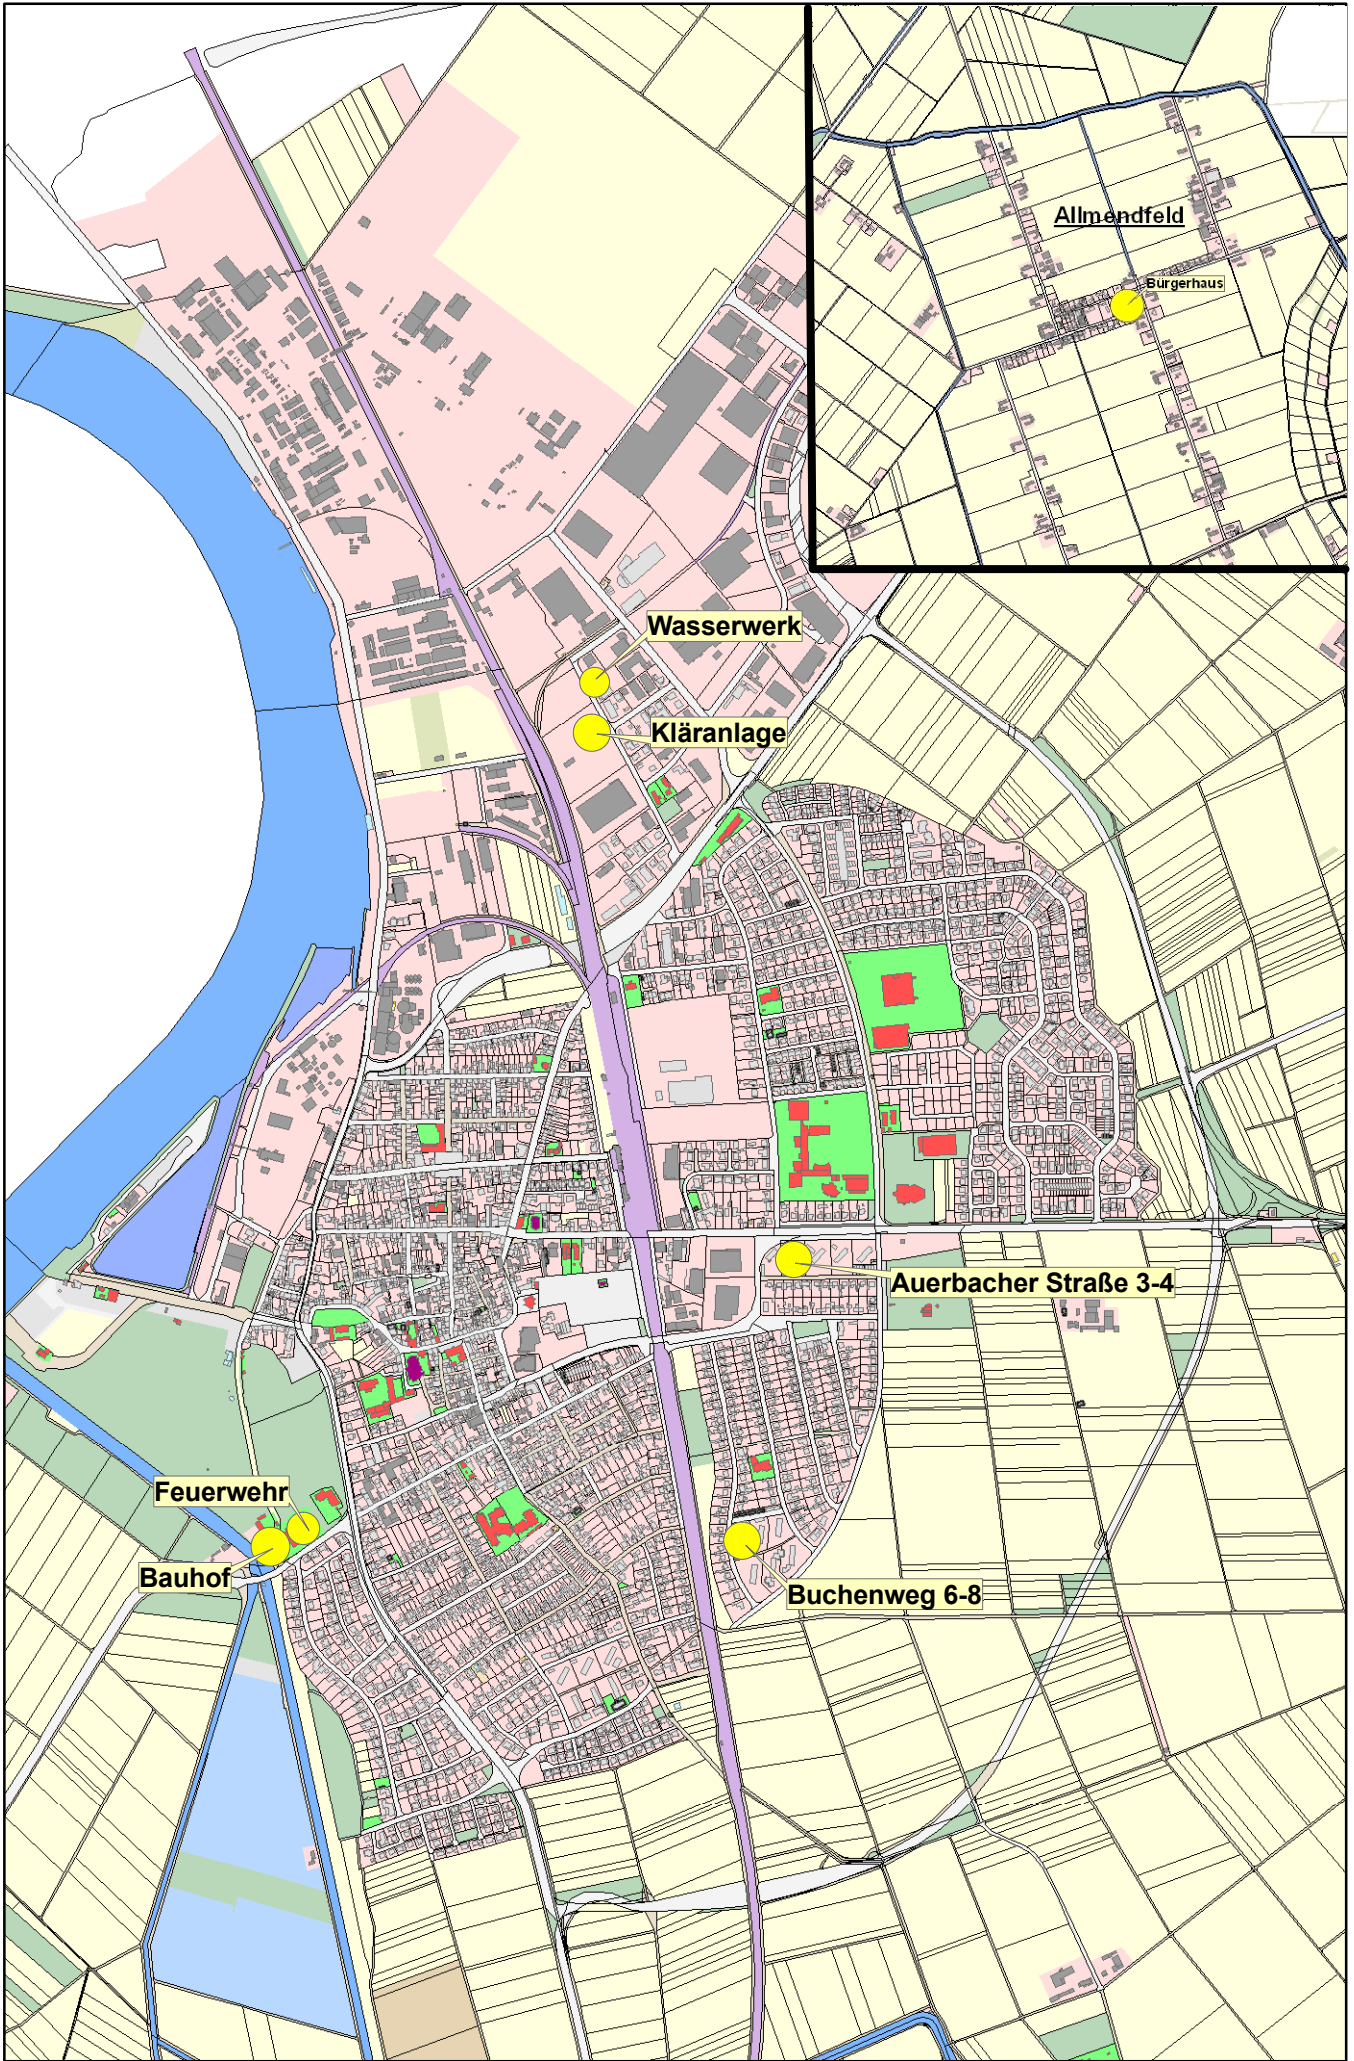 Allmendfeld
Bürgerhaus
Wasserwerk
Kläranlage
Auerbacher Straße 3-4
Feuerwehr
Bauhof
Buchenweg 6-8